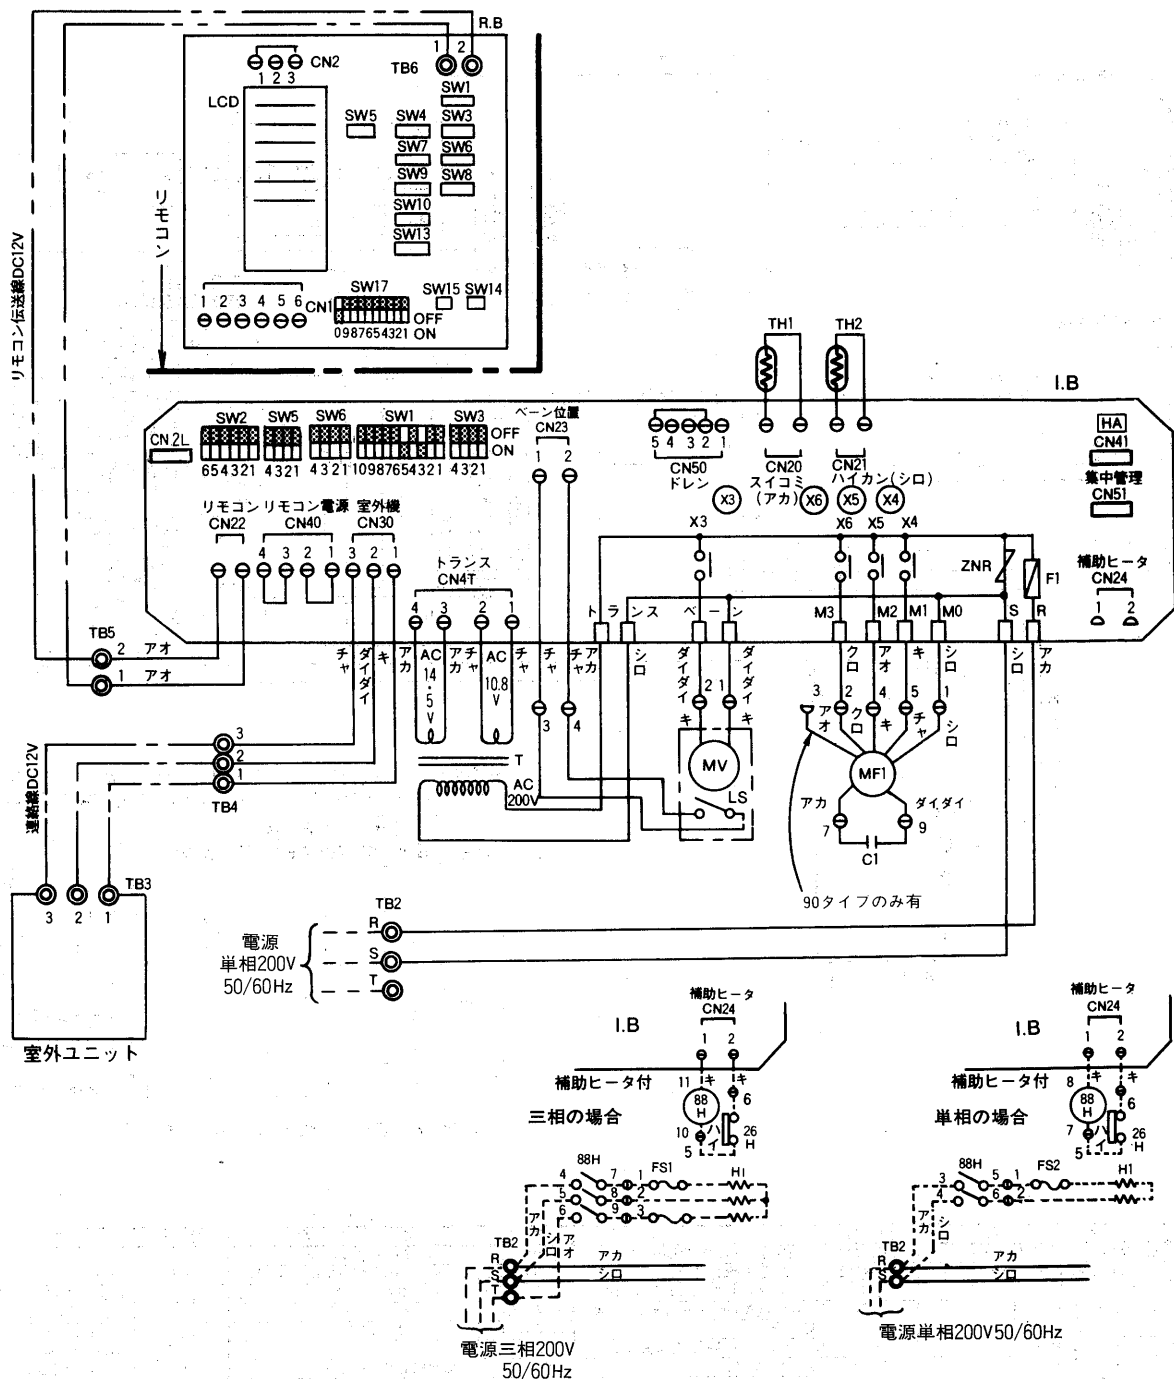 R.B
1 2
TB6
CN2
1 2 3
LCD
SW1
SW5 SW4 SW3
SW7 SW6
SW9 SW8
SW10
SW13
リモコン
リモコン伝送線DC12V
1 2 3 4 5 6 CN1
SW17
SW15 SW14
OFF
0987654321 ON
TH1 TH2
I.B
CN2L
SW2 SW5 SW6 SW1 SW3
OFF
ON
654321 4321 4321 10987654321 4321
ベーン位置
CN23
1 2
5 4 3 2 1
CN50
ドレン
CN20
スイコミ
(アカ)
CN21
ハイカン(シロ)
X3 X6 X5 X4
HA
CN41
集中管理
CN51
リモコン リモコン電源 室外機
CN22 CN40 CN30
4 3 2 1 3 2 1
トランス
CN4T
4 3 2 1
X3 X6 X5 X4
ZNR
F1
補助ヒータ
CN24
1 2
トランス ベーン M3 M2 M1 M0 S R
TB5
2 アオ
1 アオ
チャ ダイダイ キ アカ チャ アカ チャ チャ チャ チャ アカ シロ ダイダイ ダイダイ クロ アオ キ シロ シロ アカ
AC
14.5V
AC
10.8V
3 4
2 1
キ キ
3 2 4 5 1
アオ クロ キ チャ シロ
T
AC
200V
MV
LS
MF1
アカ ダイダイ
7 9
C1
90タイプのみ有
連絡線DC12V
3
2
1
TB4
TB3
3 2 1
室外ユニット
TB2
R
S
T
電源
単相200V
50/60Hz
I.B
補助ヒータ
CN24
1 2
補助ヒータ付
11 キ キ
三相の場合
88
H
6
10
5
ハイ
26
H
88H
4 7 1 FS1 H1
5 8 2
6 9 3
アカ シロ アオ
TB2
R アカ
S シロ
T
電源三相200V
50/60Hz
I.B
補助ヒータ
CN24
1 2
補助ヒータ付
8 キ キ
単相の場合
88
H
6
7
5
ハイ
26
H
88H
3 5 1 FS2 H1
4 6 2
アカ シロ
TB2
R アカ
S シロ
電源単相200V50/60Hz